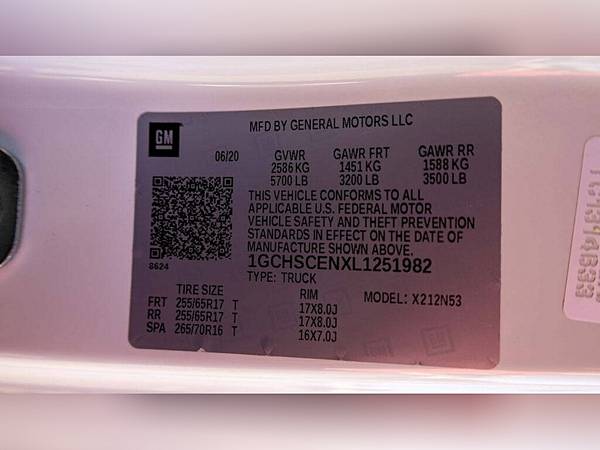 MFD BY GENERAL MOTORS LLC
GM
06/20 GVWR GAWR FRT GAWR RR
2586 KG 1451 KG 1588 KG
5700 LB 3200 LB 3500 LB
THIS VEHICLE CONFORMS TO ALL
APPLICABLE U.S. FEDERAL MOTOR
VEHICLE SAFETY AND THEFT PREVENTION
STANDARDS IN EFFECT ON THE DATE OF
MANUFACTURE SHOWN ABOVE.
8624
1GCHSCENXL1251982
TYPE: TRUCK
TIRE SIZE RIM MODEL: X212N53
FRT 255/65R17 T 17X8.0J
RR 255/65R17 T 17X8.0J
SPA 265/70R16 T 16X7.0J